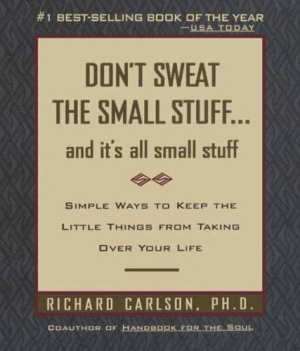 #1 BEST-SELLING BOOK OF THE YEAR
—USA TODAY
DON'T SWEAT
THE SMALL STUFF...
and it's all small stuff
SIMPLE WAYS TO KEEP THE
LITTLE THINGS FROM TAKING
OVER YOUR LIFE
RICHARD CARLSON, PH.D.
COAUTHOR OF HANDBOOK FOR THE SOUL